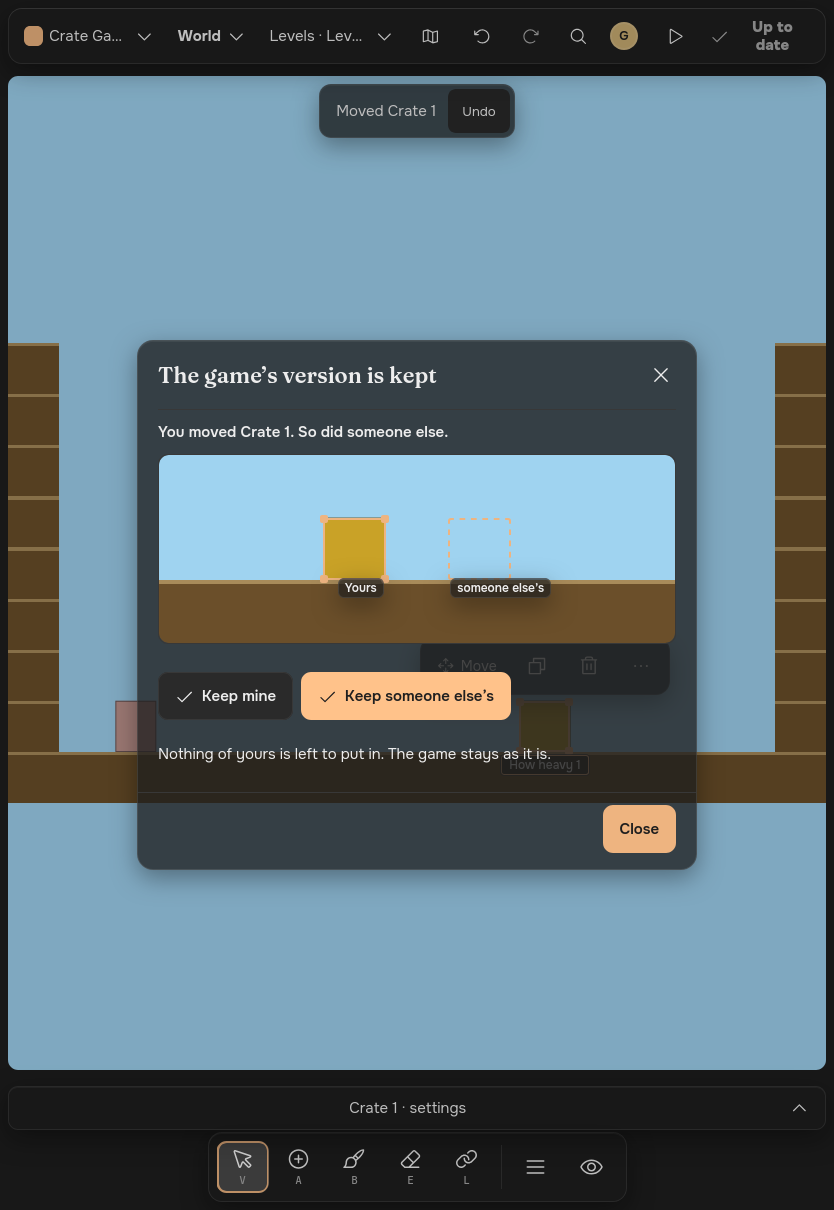 Crate Ga...
World
Levels · Lev...
G
Up to
date
Moved Crate 1
Undo
The game’s version is kept
You moved Crate 1. So did someone else.
Yours
someone else’s
Move
Keep mine
Keep someone else’s
Nothing of yours is left to put in. The game stays as it is.
How heavy 1
Close
Crate 1 · settings
V
A
B
E
L